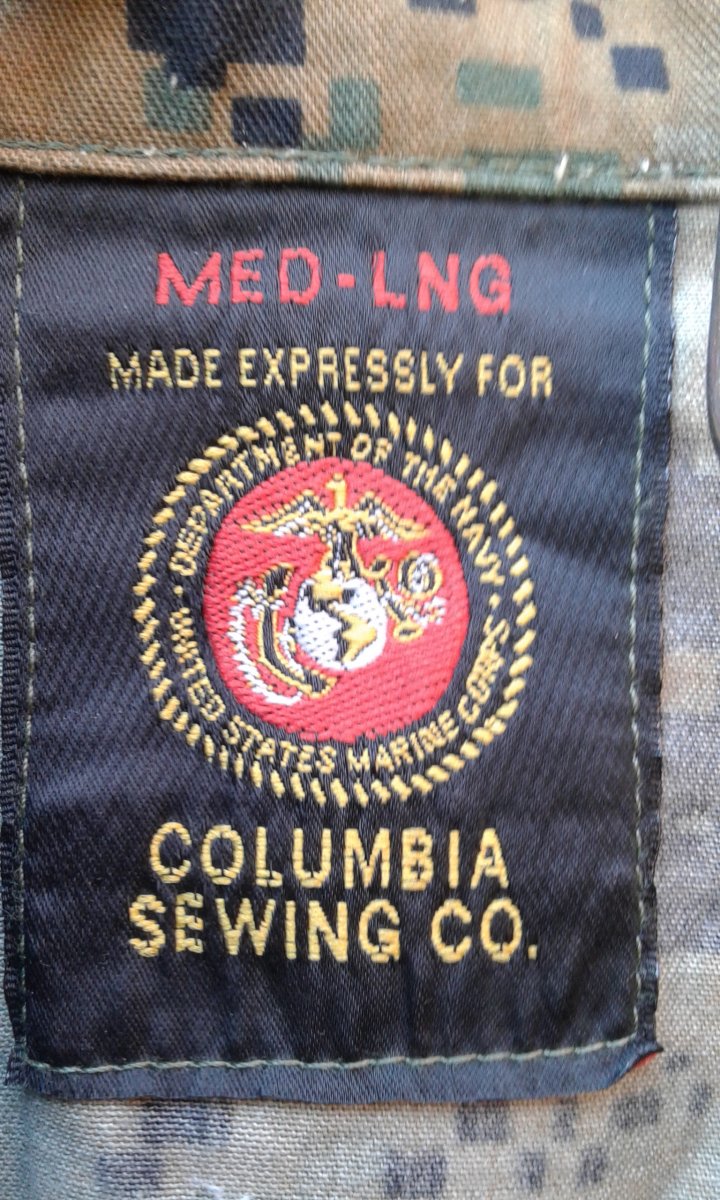 MED-LNG
MADE EXPRESSLY FOR
DEPARTMENT OF THE NAVY
UNITED STATES MARINE CORPS
COLUMBIA
SEWING CO.